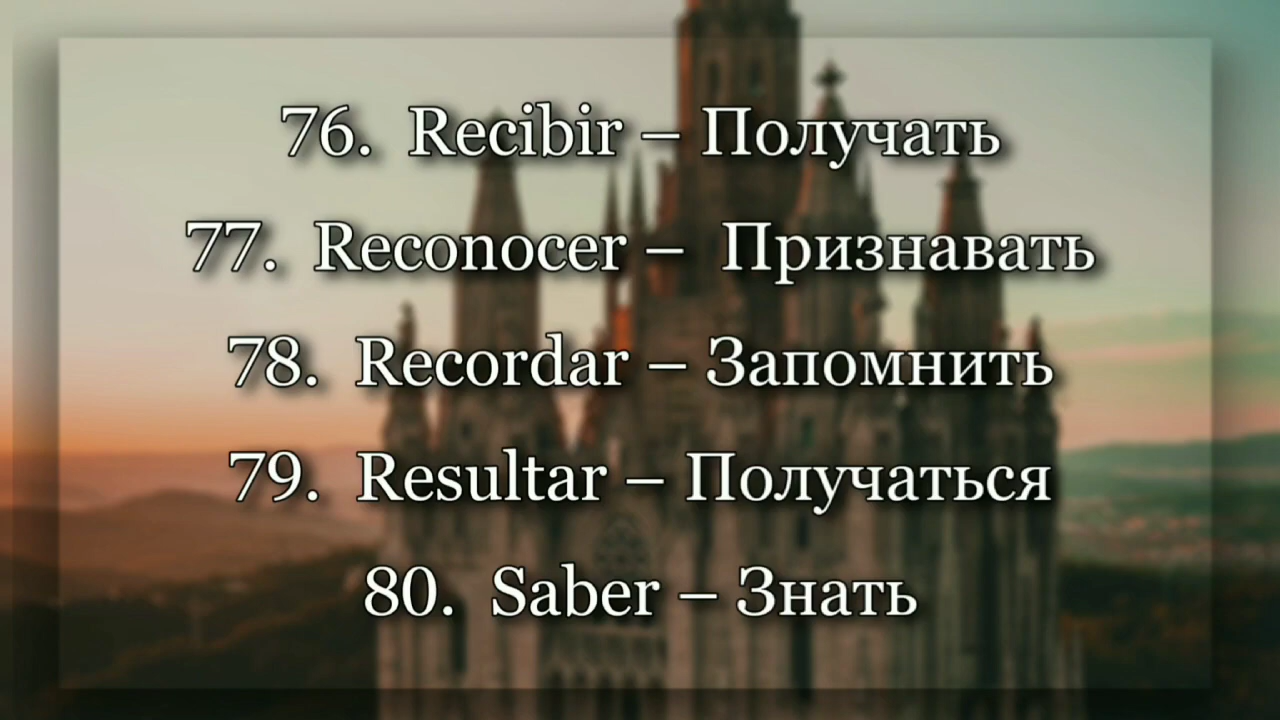 76. Recibir – Получать
77. Reconocer – Признавать
78. Recordar – Запомнить
79. Resultar – Получаться
80. Saber – Знать